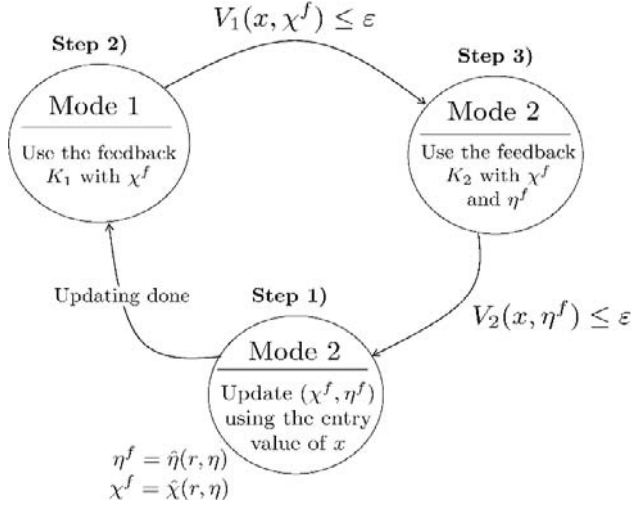 V₁(x, χᶠ) ≤ ε
Step 2)
Mode 1
Use the feedback
K₁ with χᶠ
Step 3)
Mode 2
Use the feedback
K₂ with χᶠ
and ηᶠ
Updating done
V₂(x, ηᶠ) ≤ ε
Step 1)
Mode 2
Update (χᶠ, ηᶠ)
using the entry
value of x
ηᶠ = η̂(r, η)
χᶠ = χ̂(r, η)